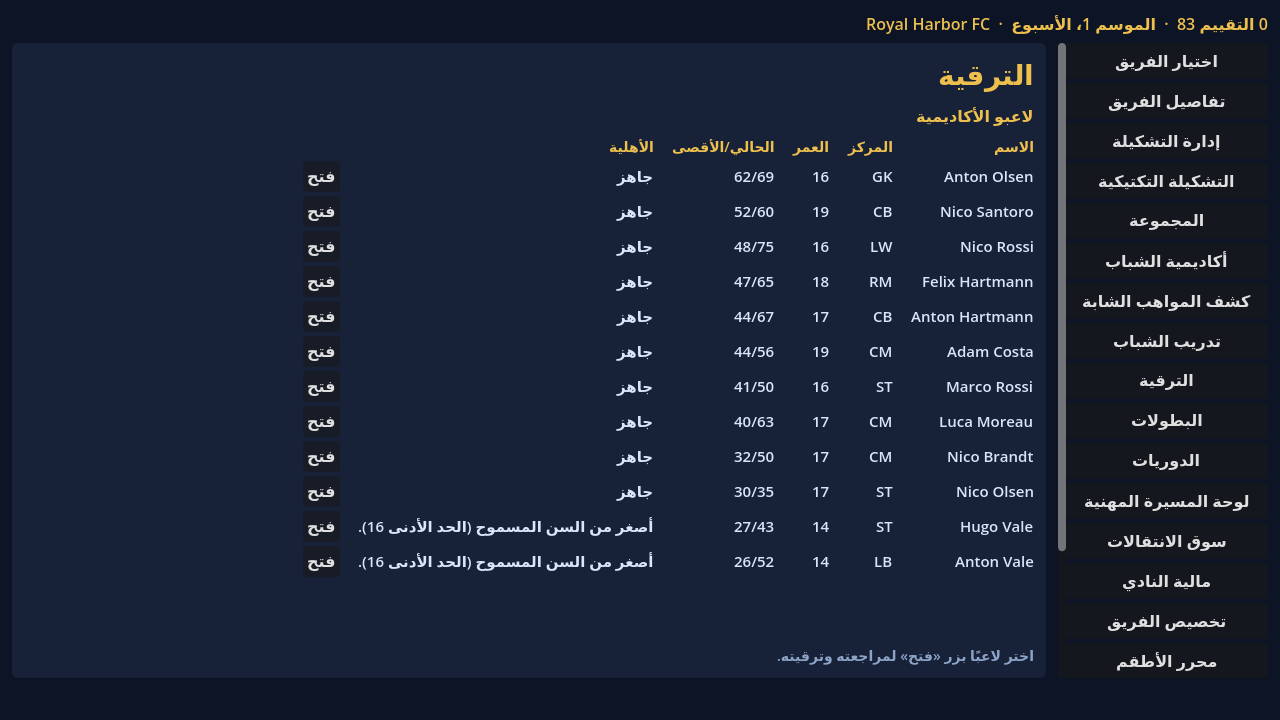 Royal Harbor FC · الموسم 1، الأسبوع 0 · التقييم 83
اختيار الفريق
تفاصيل الفريق
إدارة التشكيلة
التشكيلة التكتيكية
المجموعة
أكاديمية الشباب
كشف المواهب الشابة
تدريب الشباب
الترقية
البطولات
الدوريات
لوحة المسيرة المهنية
سوق الانتقالات
مالية النادي
تخصيص الفريق
محرر الأطقم
الترقية
لاعبو الأكاديمية
الاسم المركز العمر الحالي/الأقصى الأهلية
Anton Olsen GK 16 62/69 جاهز فتح
Nico Santoro CB 19 52/60 جاهز فتح
Nico Rossi LW 16 48/75 جاهز فتح
Felix Hartmann RM 18 47/65 جاهز فتح
Anton Hartmann CB 17 44/67 جاهز فتح
Adam Costa CM 19 44/56 جاهز فتح
Marco Rossi ST 16 41/50 جاهز فتح
Luca Moreau CM 17 40/63 جاهز فتح
Nico Brandt CM 17 32/50 جاهز فتح
Nico Olsen ST 17 30/35 جاهز فتح
Hugo Vale ST 14 27/43 أصغر من السن المسموح (الحد الأدنى 16). فتح
Anton Vale LB 14 26/52 أصغر من السن المسموح (الحد الأدنى 16). فتح
اختر لاعبًا بزر «فتح» لمراجعته وترقيته.